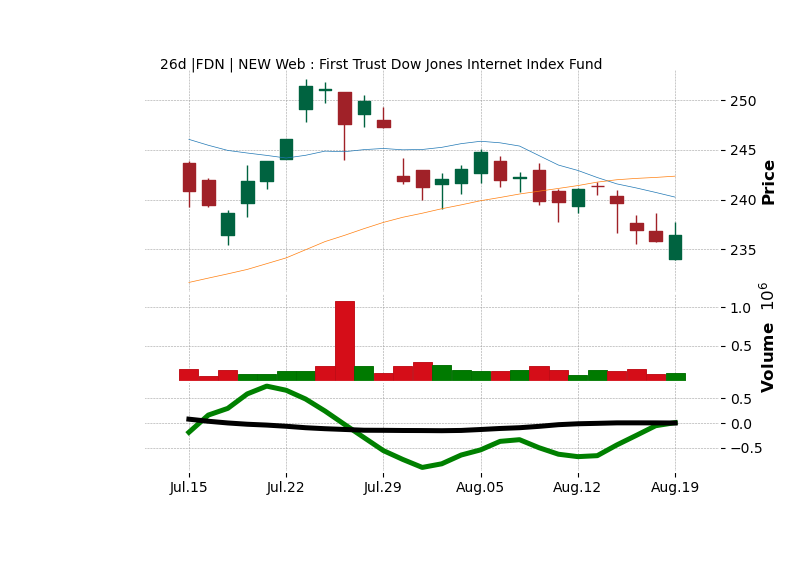 26d |FDN | NEW Web : First Trust Dow Jones Internet Index Fund
250
245
240
235
Price
1.0
0.5
Volume 10^6
0.5
0.0
−0.5
Jul.15 Jul.22 Jul.29 Aug.05 Aug.12 Aug.19